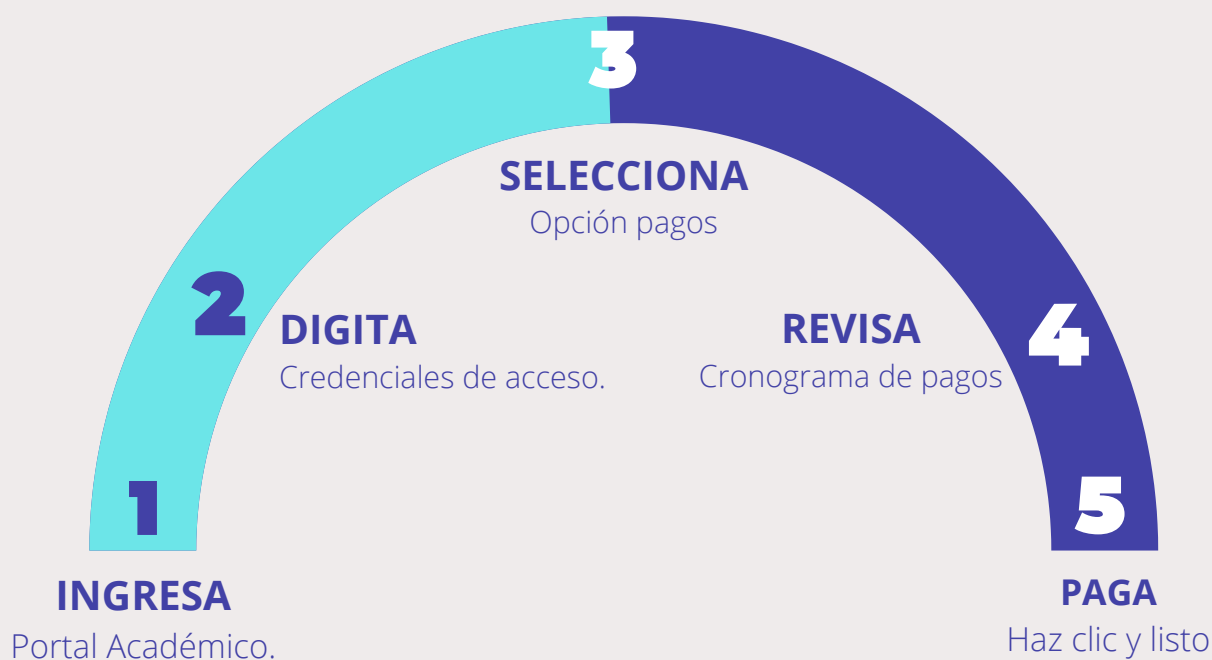 1
INGRESA
Portal Académico.
2
DIGITA
Credenciales de acceso.
3
SELECCIONA
Opción pagos
4
REVISA
Cronograma de pagos
5
PAGA
Haz clic y listo